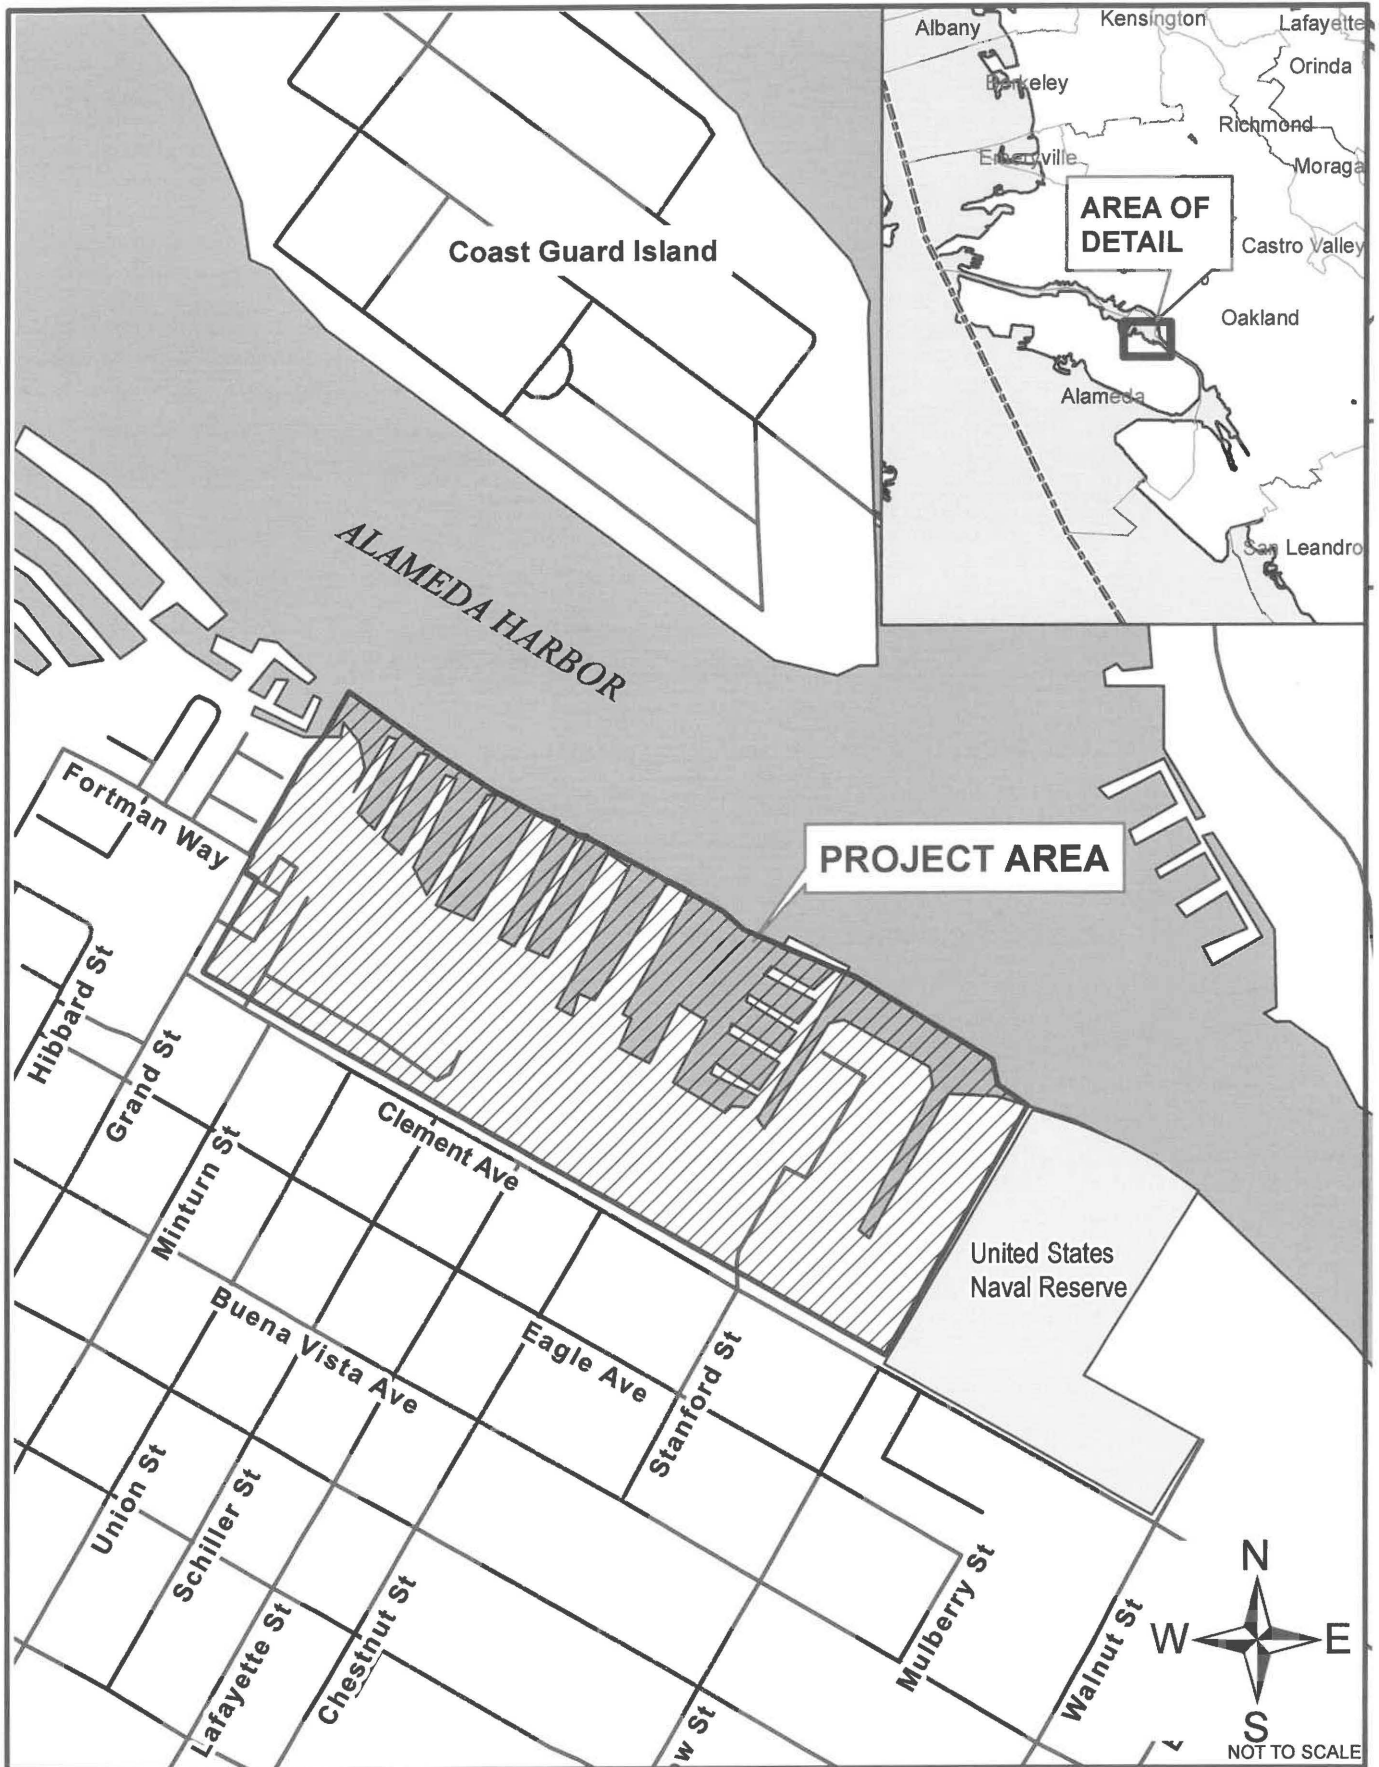 Albany
Kensington
Lafayette
Orinda
Berkeley
Richmond
Emeryville
Moraga
AREA OF
DETAIL
Castro Valley
Oakland
Alameda
San Leandro
Coast Guard Island
ALAMEDA HARBOR
PROJECT AREA
Fortman Way
Hibbard St
Grand St
Minturn St
Clement Ave
United States
Naval Reserve
Buena Vista Ave
Eagle Ave
Stanford St
Union St
Schiller St
Lafayette St
Chestnut St
Mulberry St
Walnut St
ow St
N
W
E
S
NOT TO SCALE